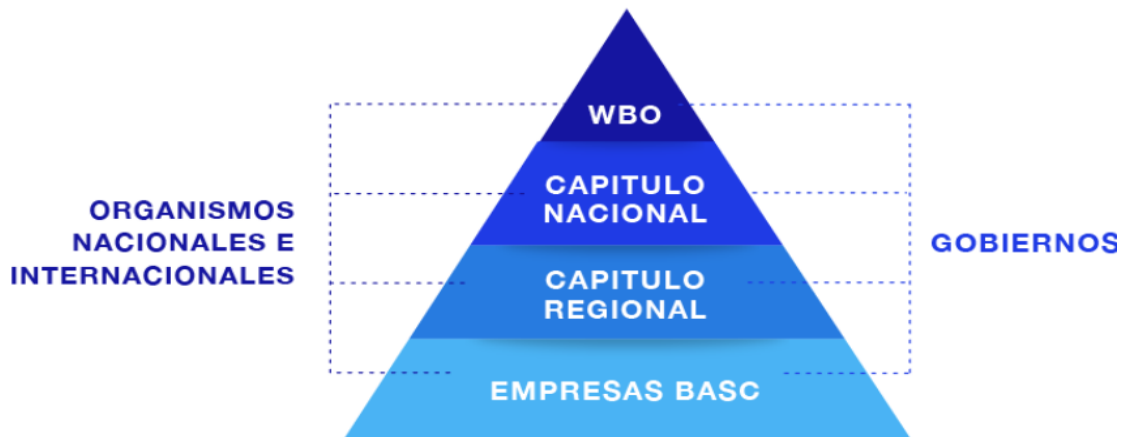 WBO
CAPITULO
NACIONAL
ORGANISMOS
NACIONALES E
INTERNACIONALES
GOBIERNOS
CAPITULO
REGIONAL
EMPRESAS BASC